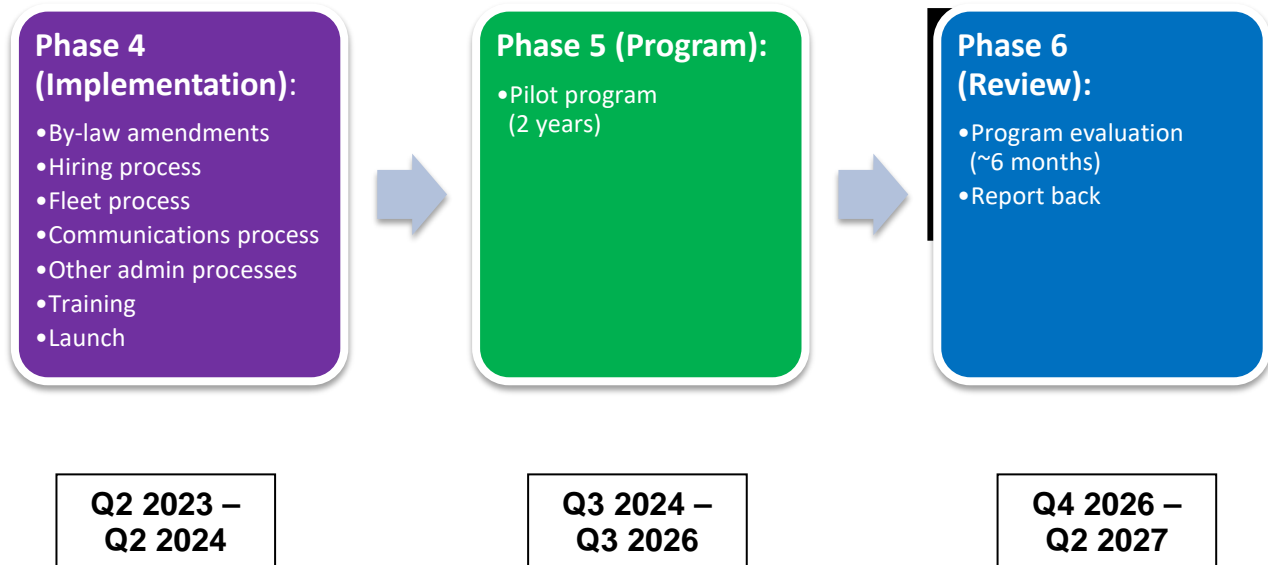 Phase 4
(Implementation):
•By-law amendments
•Hiring process
•Fleet process
•Communications process
•Other admin processes
•Training
•Launch
Phase 5 (Program):
•Pilot program
(2 years)
Phase 6
(Review):
•Program evaluation
(~6 months)
•Report back
Q2 2023 –
Q2 2024
Q3 2024 –
Q3 2026
Q4 2026 –
Q2 2027